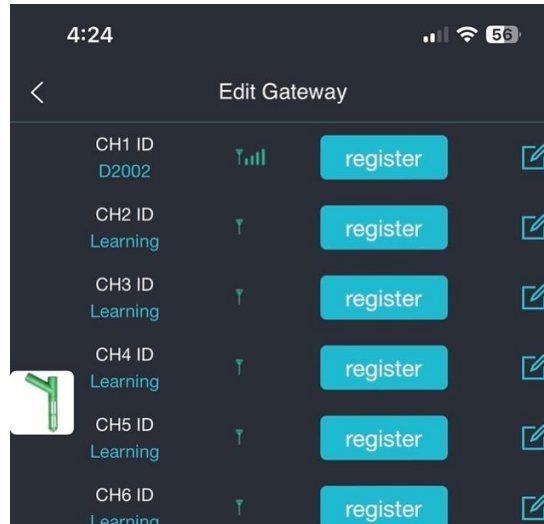 4:24
56
Edit Gateway
CH1 ID
D2002
register
CH2 ID
Learning
register
CH3 ID
Learning
register
CH4 ID
Learning
register
CH5 ID
Learning
register
CH6 ID
Learning
register